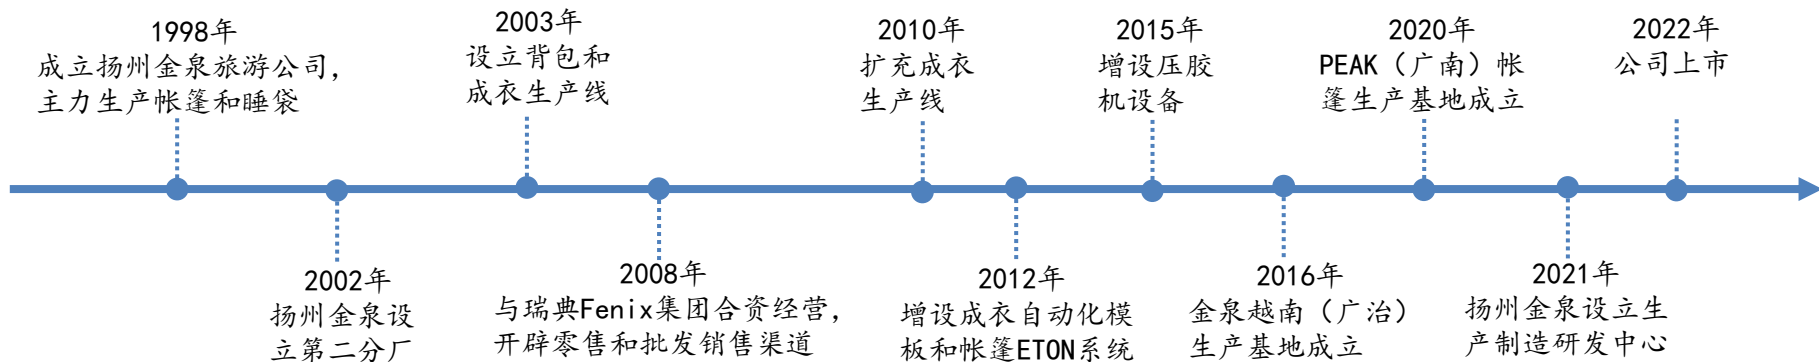 1998年
成立扬州金泉旅游公司，
主力生产帐篷和睡袋
2002年
扬州金泉设
立第二分厂
2003年
设立背包和
成衣生产线
2008年
与瑞典Fenix集团合资经营，
开辟零售和批发销售渠道
2010年
扩充成衣
生产线
2012年
增设成衣自动化模
板和帐篷ETON系统
2015年
增设压胶
机设备
2016年
金泉越南（广治）
生产基地成立
2020年
PEAK（广南）帐
篷生产基地成立
2021年
扬州金泉设立生
产制造研发中心
2022年
公司上市